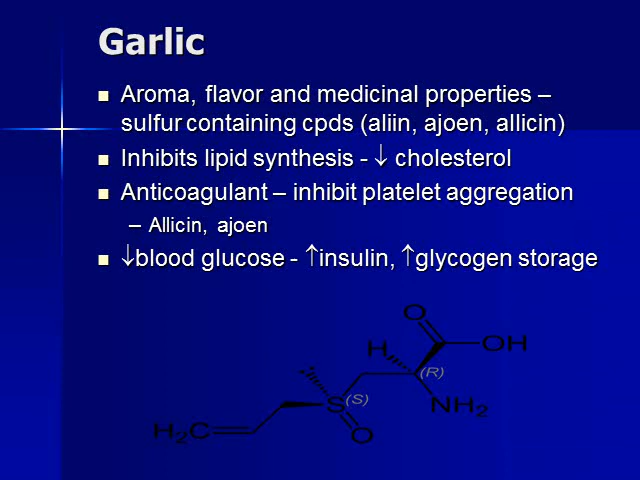 Garlic
Aroma, flavor and medicinal properties –
sulfur containing cpds (aliin, ajoen, allicin)
Inhibits lipid synthesis - ↓ cholesterol
Anticoagulant – inhibit platelet aggregation
– Allicin, ajoen
↓blood glucose - ↑insulin, ↑glycogen storage
O
H
OH
(R)
S
(S)
NH2
H2C
O